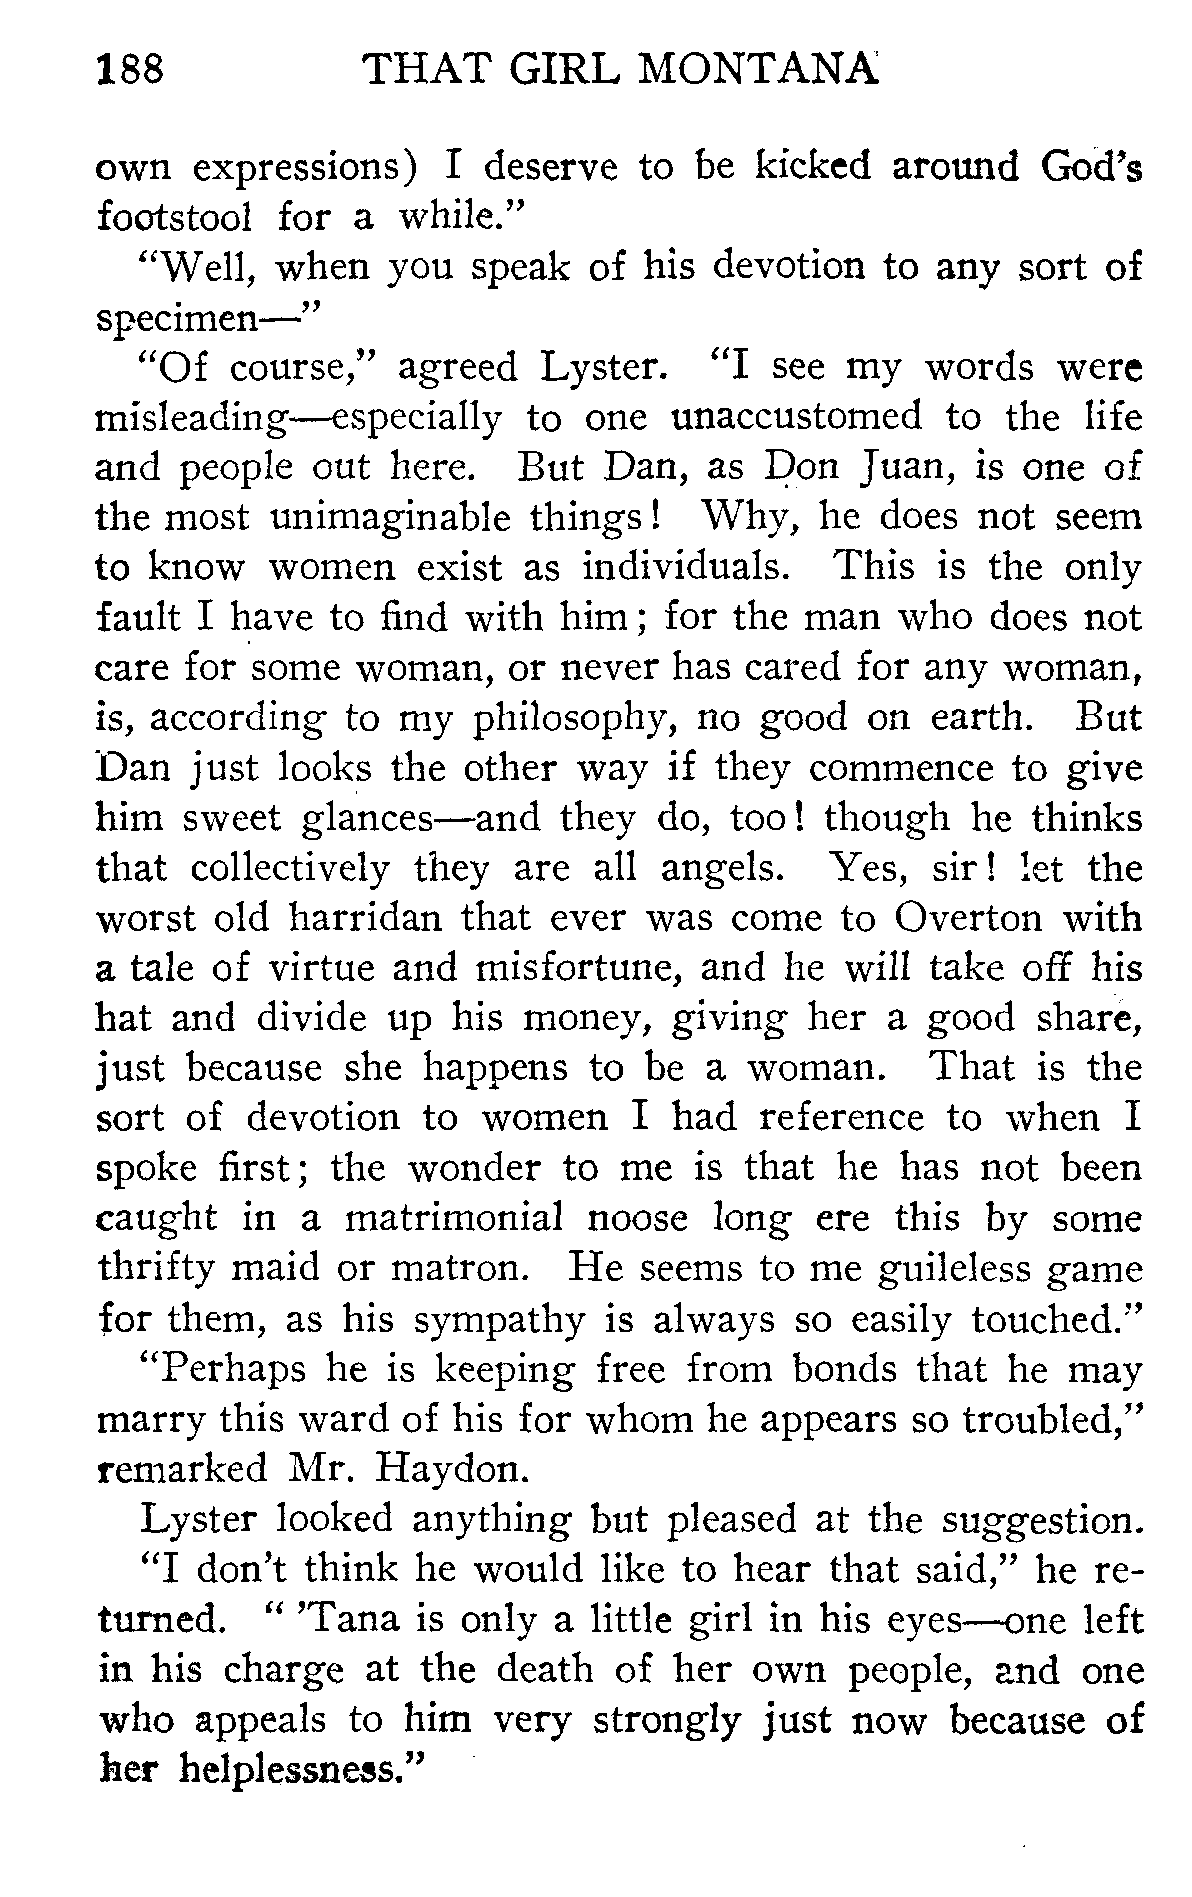 188 THAT GIRL MONTANA
own expressions) I deserve to be kicked around God's
footstool for a while."
"Well, when you speak of his devotion to any sort of
specimen—"
"Of course," agreed Lyster. "I see my words were
misleading—especially to one unaccustomed to the life
and people out here. But Dan, as Don Juan, is one of
the most unimaginable things! Why, he does not seem
to know women exist as individuals. This is the only
fault I have to find with him; for the man who does not
care for some woman, or never has cared for any woman,
is, according to my philosophy, no good on earth. But
Dan just looks the other way if they commence to give
him sweet glances—and they do, too! though he thinks
that collectively they are all angels. Yes, sir! let the
worst old harridan that ever was come to Overton with
a tale of virtue and misfortune, and he will take off his
hat and divide up his money, giving her a good share,
just because she happens to be a woman. That is the
sort of devotion to women I had reference to when I
spoke first; the wonder to me is that he has not been
caught in a matrimonial noose long ere this by some
thrifty maid or matron. He seems to me guileless game
for them, as his sympathy is always so easily touched."
"Perhaps he is keeping free from bonds that he may
marry this ward of his for whom he appears so troubled,"
remarked Mr. Haydon.
Lyster looked anything but pleased at the suggestion.
"I don't think he would like to hear that said," he re-
turned. " 'Tana is only a little girl in his eyes—one left
in his charge at the death of her own people, and one
who appeals to him very strongly just now because of
her helplessness."